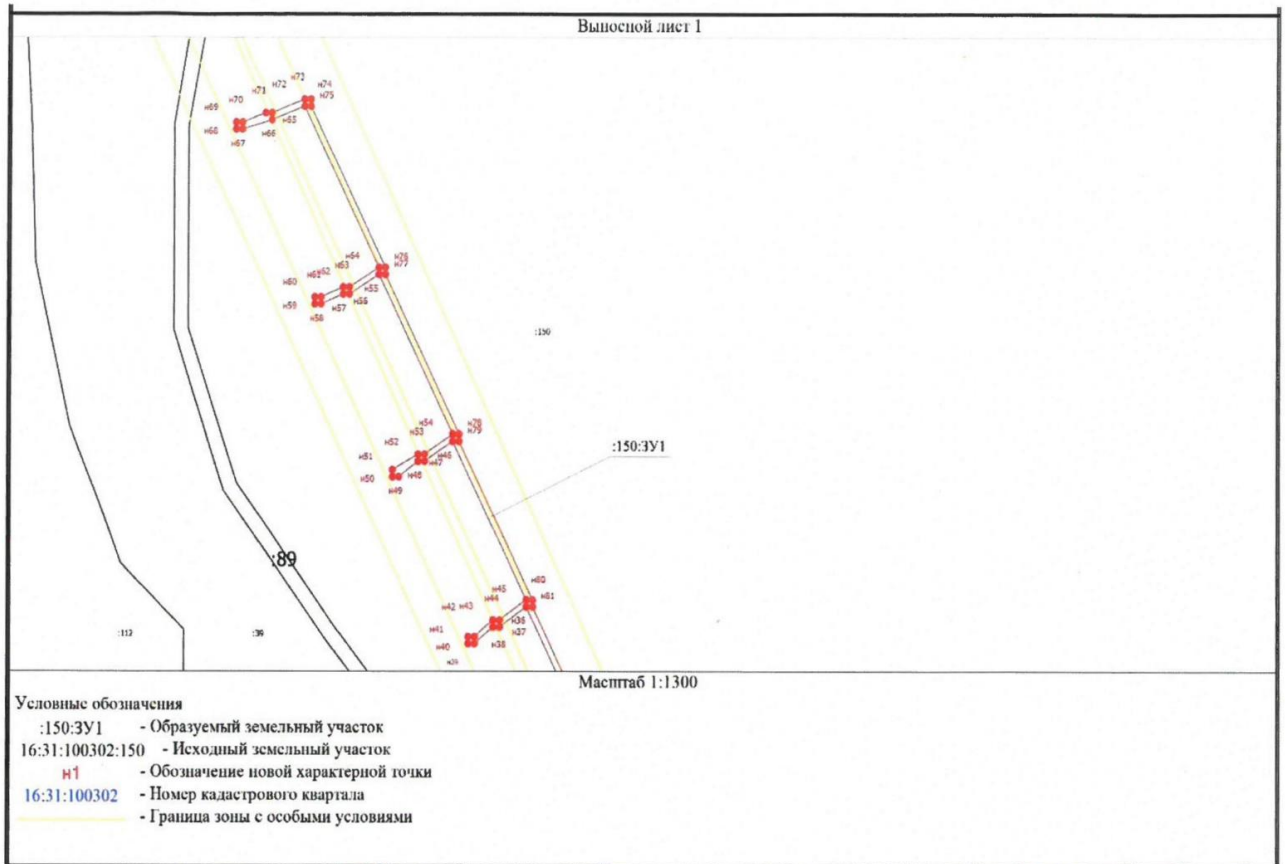 Выносной лист 1
н73
н72
н74
н71
н75
н70
н69
н65
н68
н66
н67
н64
н76
н63
н77
н62
н61
н60
н55
н59
н56
н57
н58
:150
н54
н78
н53
н79
н52
н51
н46
н47
н50
н48
н49
:150:ЗУ1
:89
н80
н45
н81
н44
н43
н42
н36
н41
н37
н40
н38
н39
:112
:39
Масштаб 1:1300
Условные обозначения
:150:ЗУ1 - Образуемый земельный участок
16:31:100302:150 - Исходный земельный участок
н1 - Обозначение новой характерной точки
16:31:100302 - Номер кадастрового квартала
- Граница зоны с особыми условиями